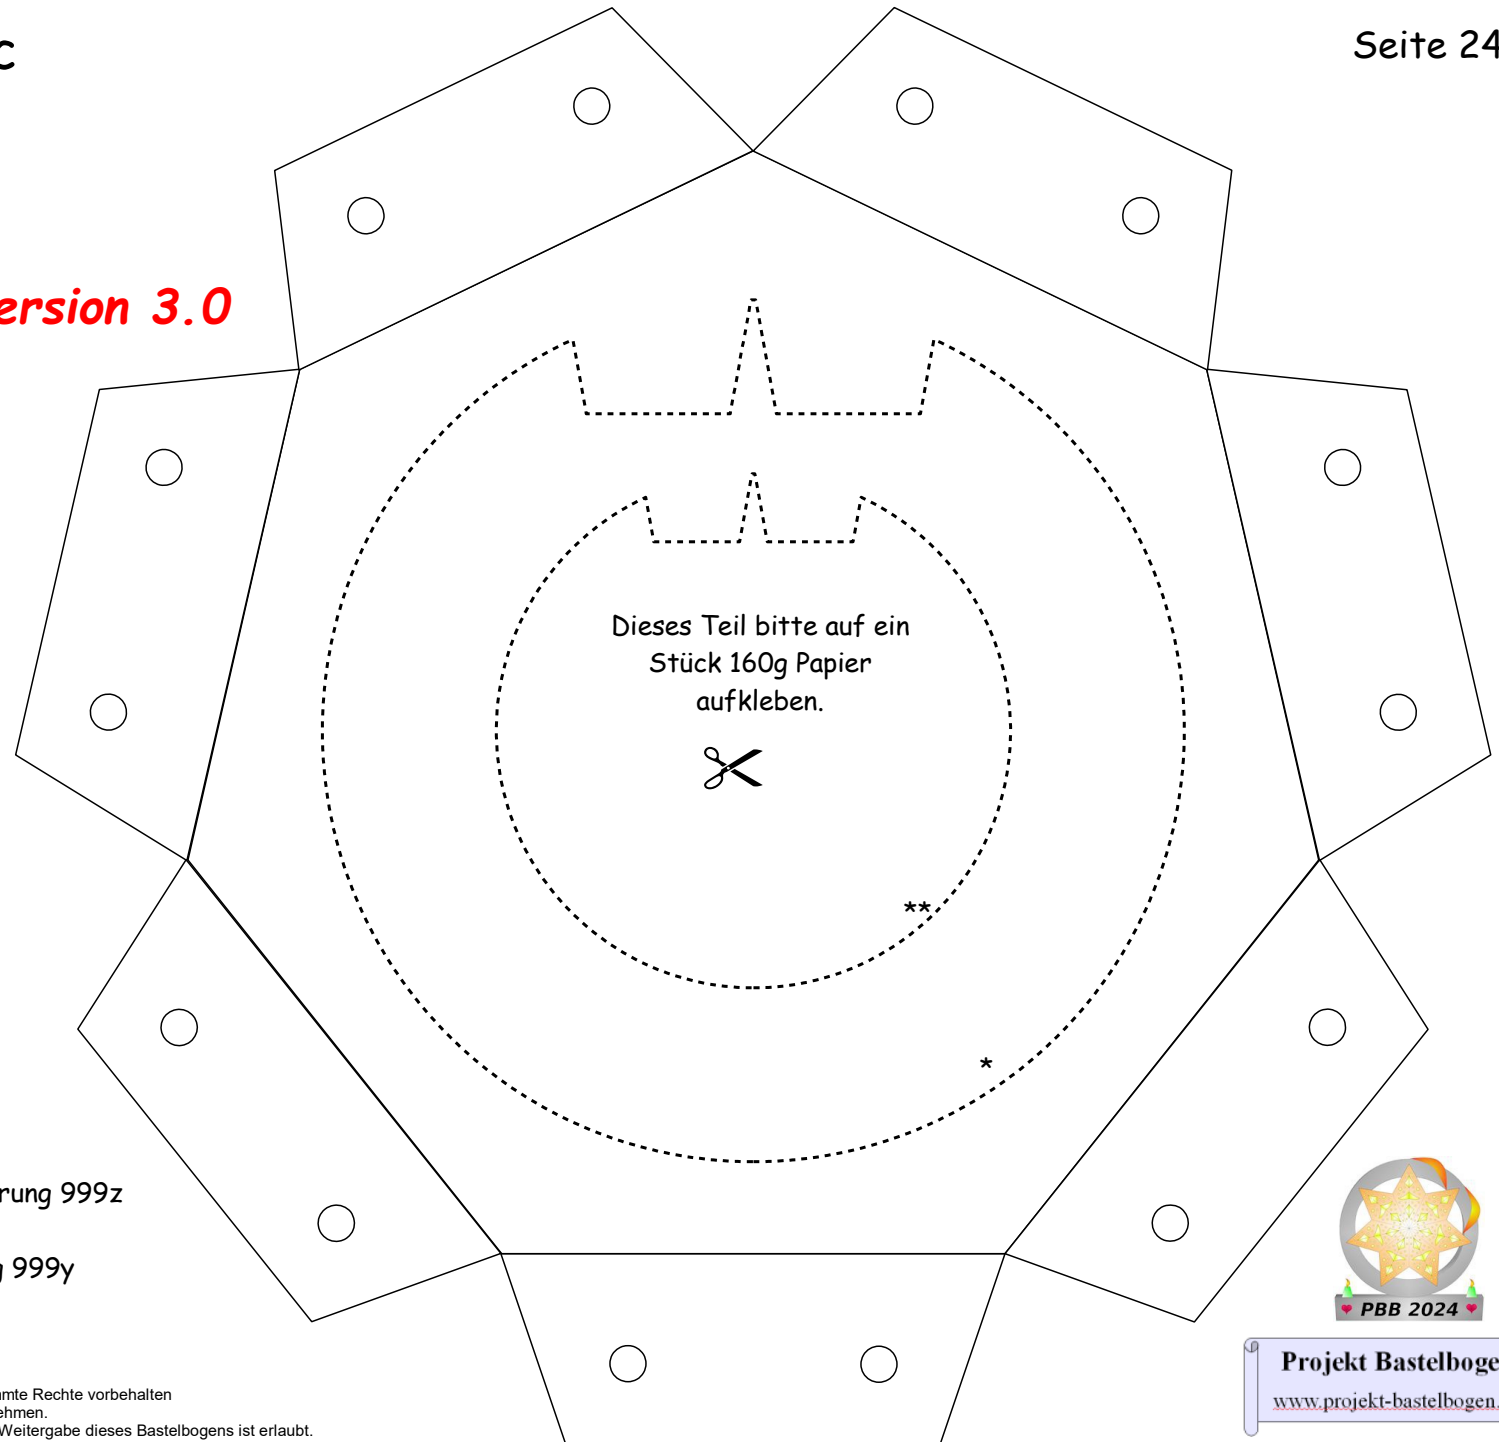 c
Seite 24
ersion 3.0
Dieses Teil bitte auf ein
Stück 160g Papier
aufkleben.
**
*
rung 999z
g 999y
PBB 2024
Projekt Bastelboge
www.projekt-bastelbogen.
mte Rechte vorbehalten
ehmen.
Weitergabe dieses Bastelbogens ist erlaubt.